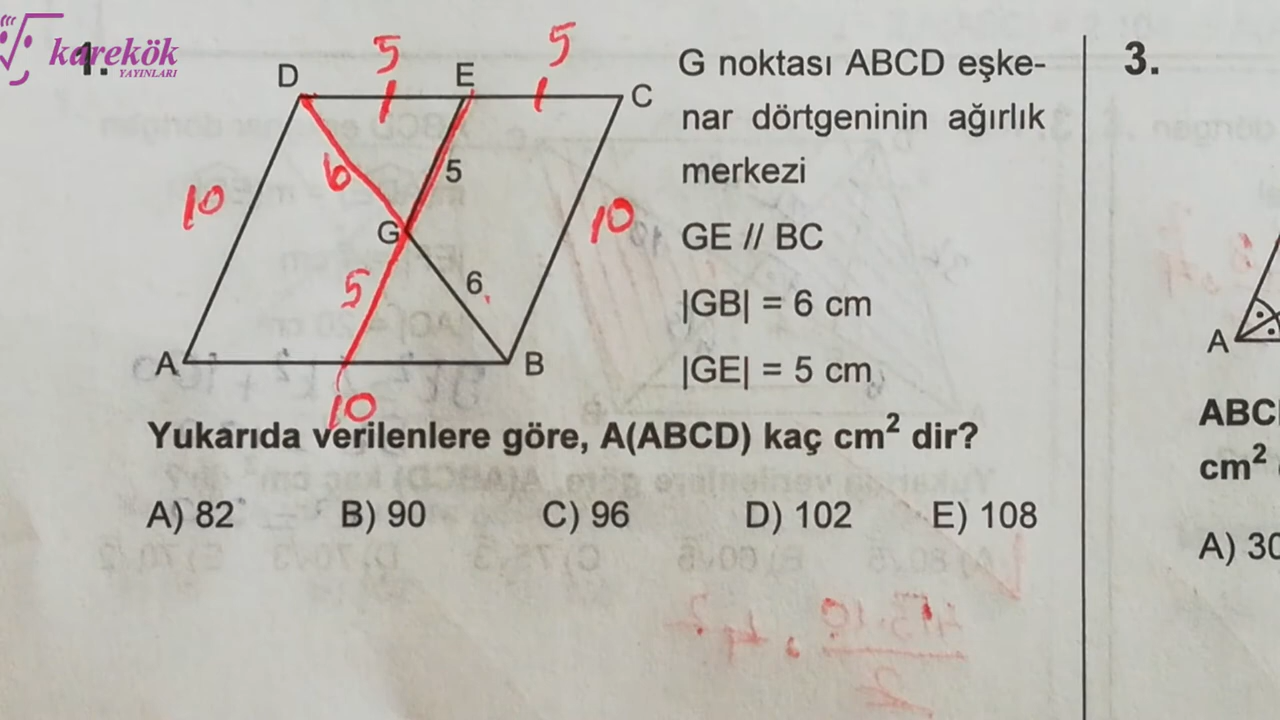 karekök
YAYINLARI
1.
D
E
C
5
5
10
6
5
G
5
6
10
A
B
10
G noktası ABCD eşke-
nar dörtgeninin ağırlık
merkezi
GE // BC
|GB| = 6 cm
|GE| = 5 cm
Yukarıda verilenlere göre, A(ABCD) kaç cm² dir?
A) 82 B) 90 C) 96 D) 102 E) 108
3.
A
ABC
cm²
A) 30